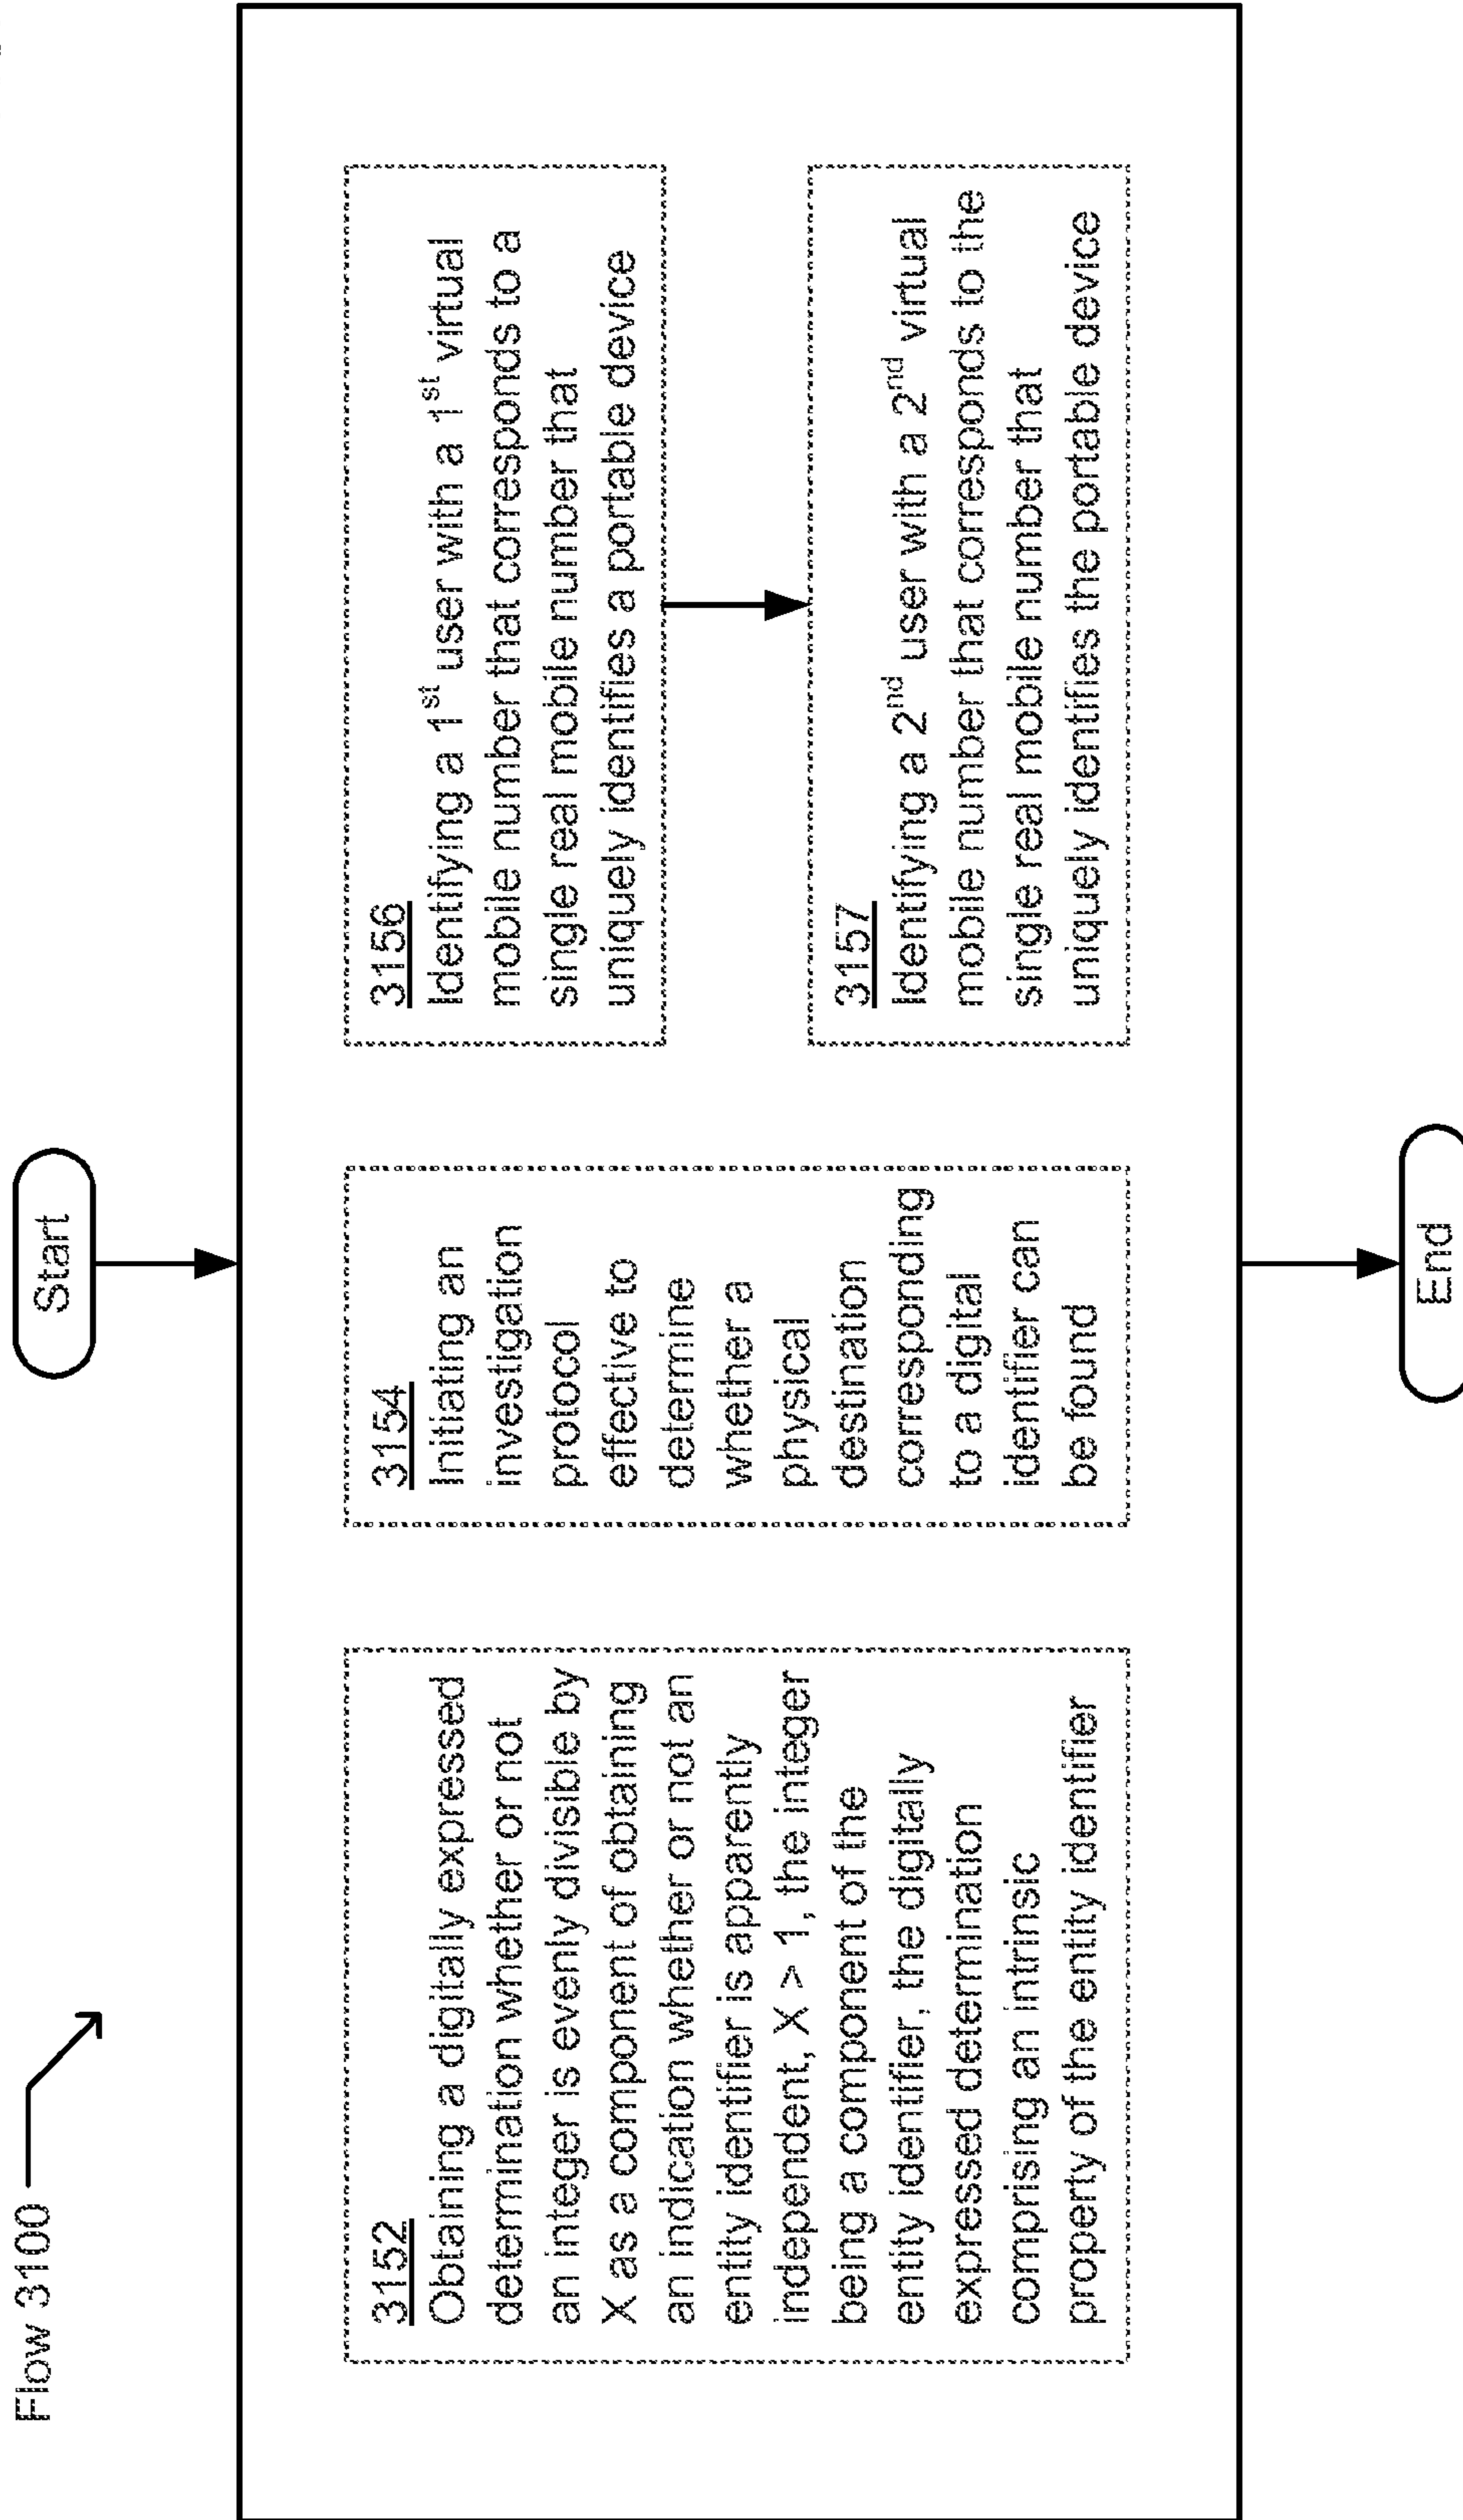 Flow 3100
Start
3152
Obtaining a digitally expressed
determination whether or not
an integer is evenly divisible by
X as a component of obtaining
an indication whether or not an
entity identifier is apparently
independent, X > 1, the integer
being a component of the
entity identifier, the digitally
expressed determination
comprising an intrinsic
property of the entity identifier
3154
Initiating an
investigation
protocol
effective to
determine
whether a
physical
destination
corresponding
to a digital
identifier can
be found
3156
Identifying a 1st user with a 1st virtual
mobile number that corresponds to a
single real mobile number that
uniquely identifies a portable device
3157
Identifying a 2nd user with a 2nd virtual
mobile number that corresponds to the
single real mobile number that
uniquely identifies the portable device
End